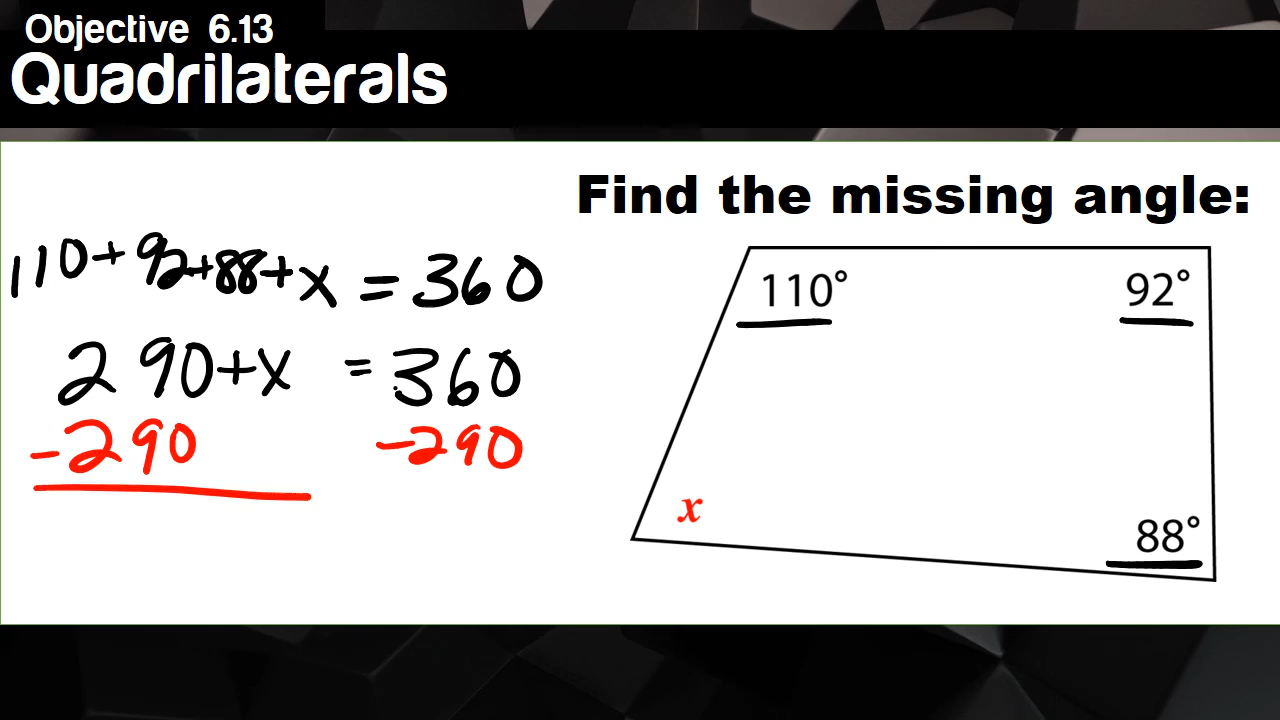 Objective 6.13
Quadrilaterals
Find the missing angle:
110+92+88+x = 360
290+x = 360
-290 -290
110° 92°
x
88°